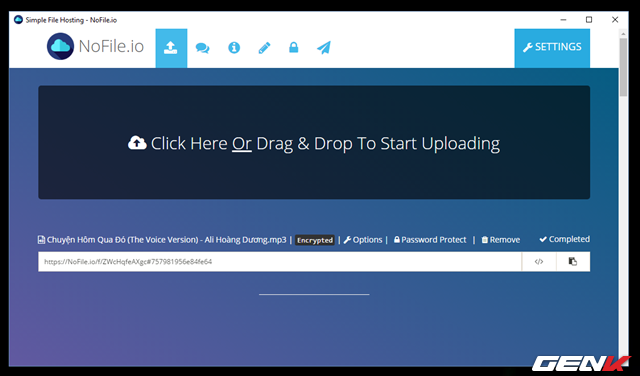 Simple File Hosting - NoFile.io
NoFile.io
SETTINGS
Click Here Or Drag & Drop To Start Uploading
Chuyện Hôm Qua Đó (The Voice Version) - Ali Hoàng Dương.mp3 | Encrypted | Options | Password Protect | Remove
Completed
https://NoFile.io/f/ZWcHqfeAXgc#757981956e84fe64
</>
GENK